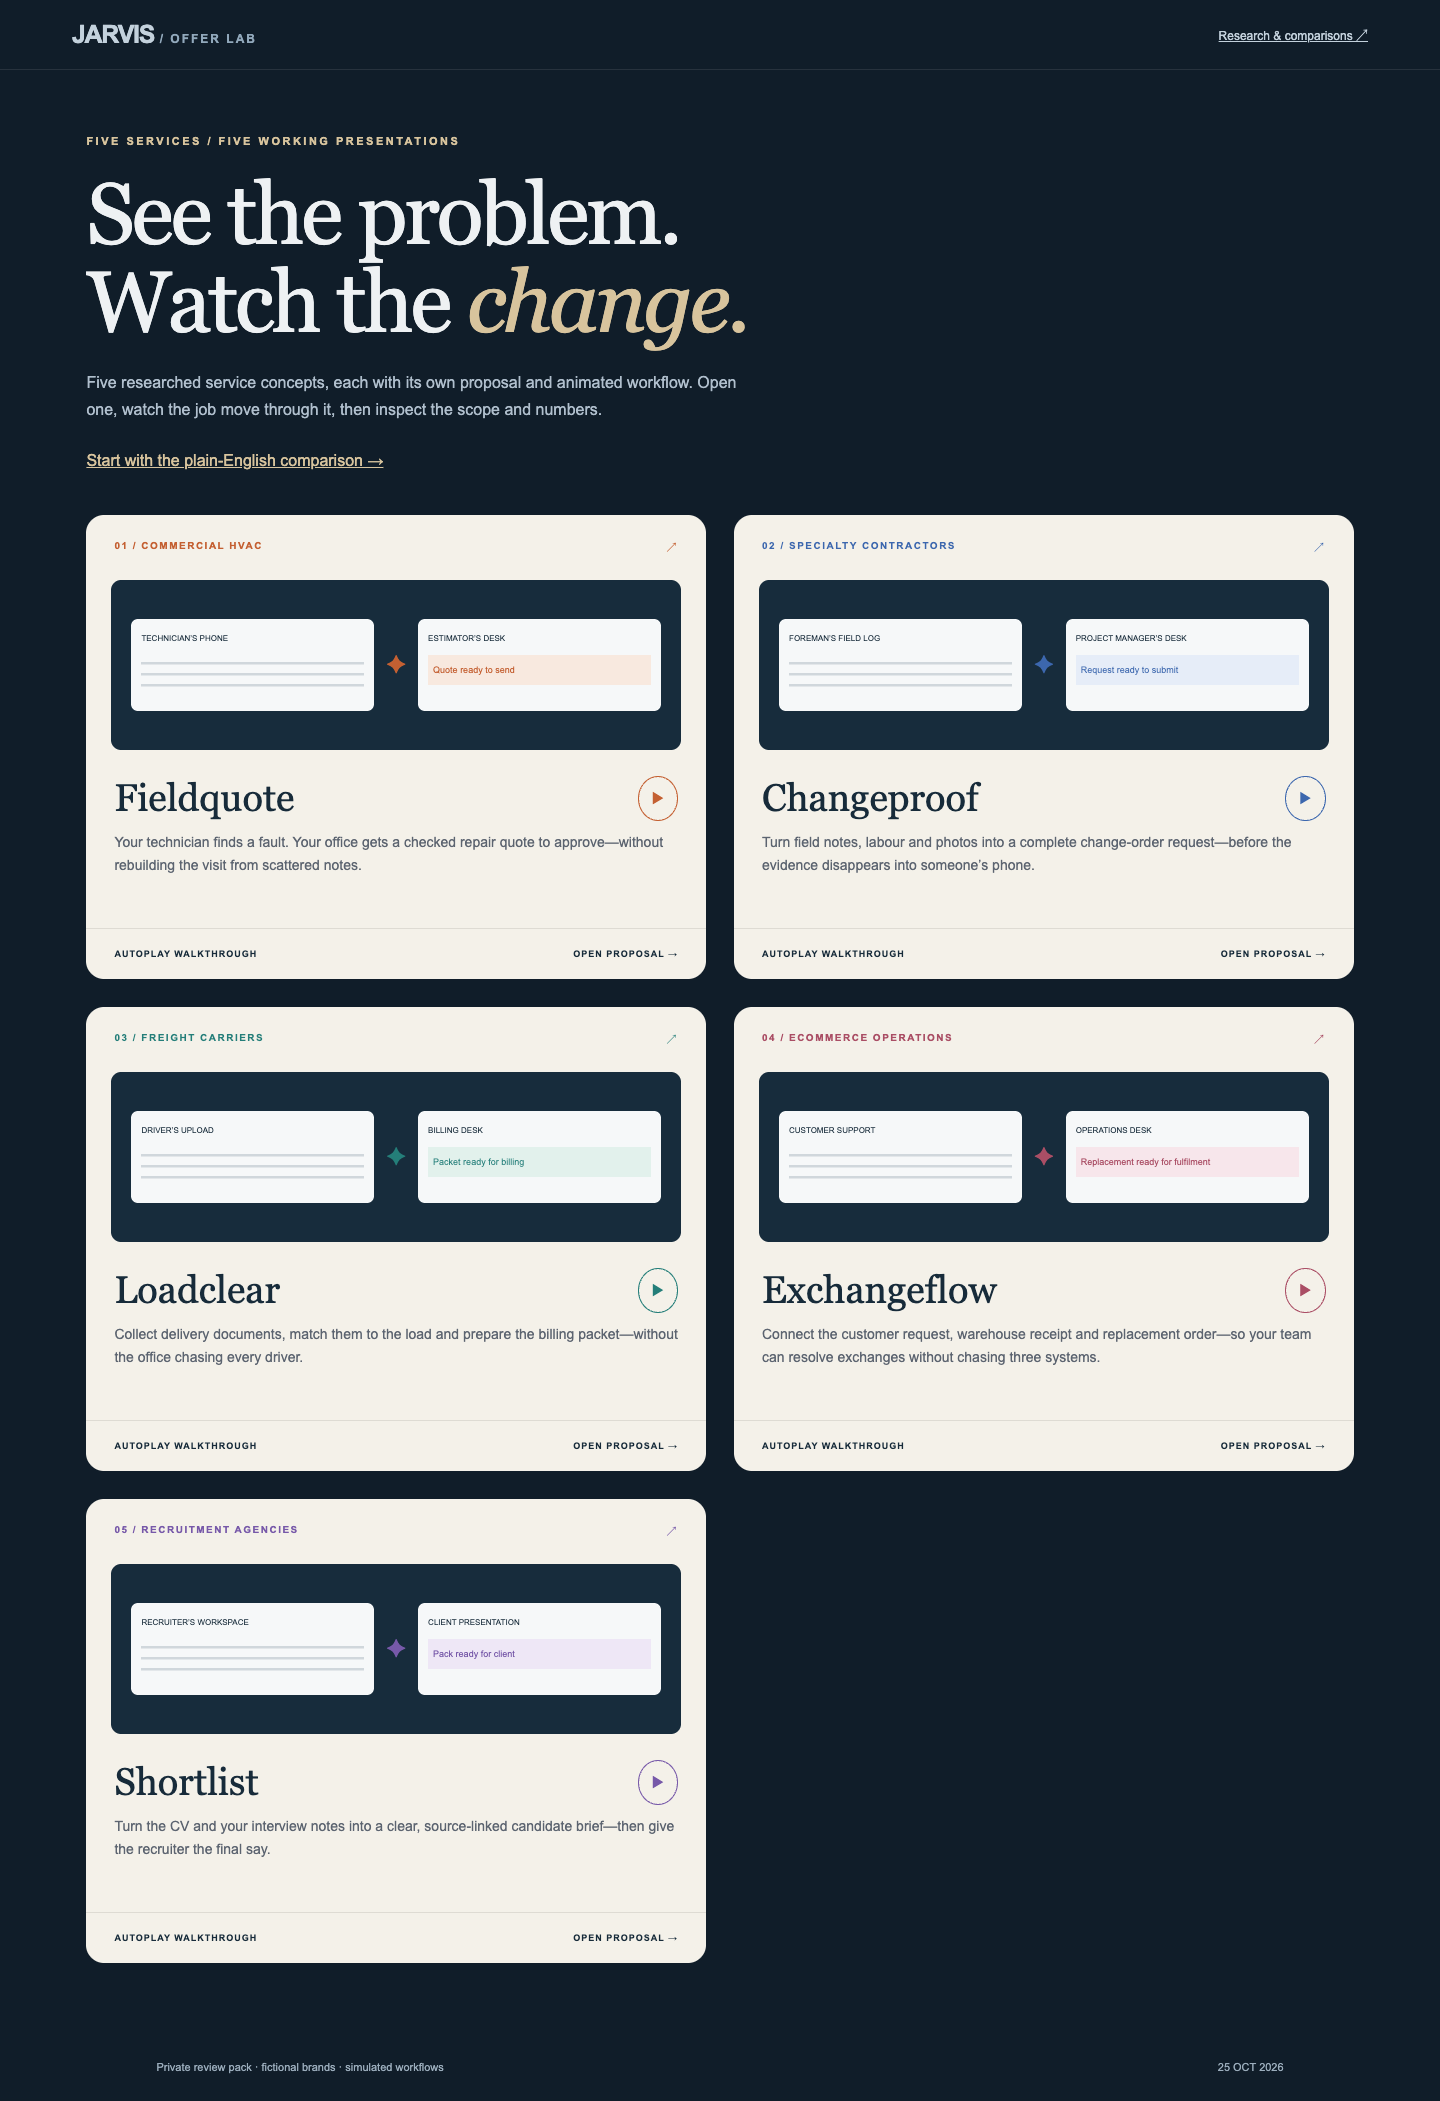 JARVIS / OFFER LAB
Research & comparisons ↗
FIVE SERVICES / FIVE WORKING PRESENTATIONS
See the problem.
Watch the change.
Five researched service concepts, each with its own proposal and animated workflow. Open
one, watch the job move through it, then inspect the scope and numbers.
Start with the plain-English comparison →
01 / COMMERCIAL HVAC ↗
TECHNICIAN'S PHONE
ESTIMATOR'S DESK
Quote ready to send
Fieldquote
Your technician finds a fault. Your office gets a checked repair quote to approve—without
rebuilding the visit from scattered notes.
AUTOPLAY WALKTHROUGH
OPEN PROPOSAL →
02 / SPECIALTY CONTRACTORS ↗
FOREMAN'S FIELD LOG
PROJECT MANAGER'S DESK
Request ready to submit
Changeproof
Turn field notes, labour and photos into a complete change-order request—before the
evidence disappears into someone's phone.
AUTOPLAY WALKTHROUGH
OPEN PROPOSAL →
03 / FREIGHT CARRIERS ↗
DRIVER'S UPLOAD
BILLING DESK
Packet ready for billing
Loadclear
Collect delivery documents, match them to the load and prepare the billing packet—without
the office chasing every driver.
AUTOPLAY WALKTHROUGH
OPEN PROPOSAL →
04 / ECOMMERCE OPERATIONS ↗
CUSTOMER SUPPORT
OPERATIONS DESK
Replacement ready for fulfilment
Exchangeflow
Connect the customer request, warehouse receipt and replacement order—so your team
can resolve exchanges without chasing three systems.
AUTOPLAY WALKTHROUGH
OPEN PROPOSAL →
05 / RECRUITMENT AGENCIES ↗
RECRUITER'S WORKSPACE
CLIENT PRESENTATION
Pack ready for client
Shortlist
Turn the CV and your interview notes into a clear, source-linked candidate brief—then give
the recruiter the final say.
AUTOPLAY WALKTHROUGH
OPEN PROPOSAL →
Private review pack · fictional brands · simulated workflows
25 OCT 2026